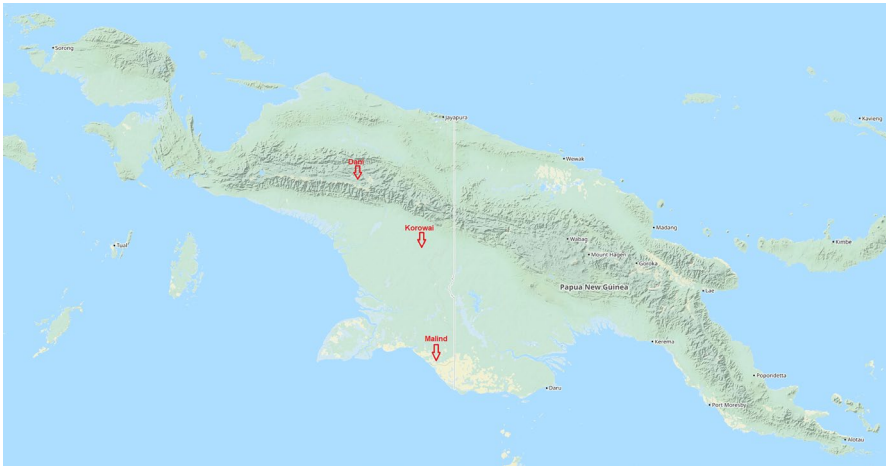 Sorong
Jayapura
Kavieng
Wewak
Dani
Korowai
Madang
Tual
Wabag
Kimbe
Mount Hagen
Goroka
Papua New Guinea
Lae
Malind
Kerema
Daru
Popondetta
Port Moresby
Alotau